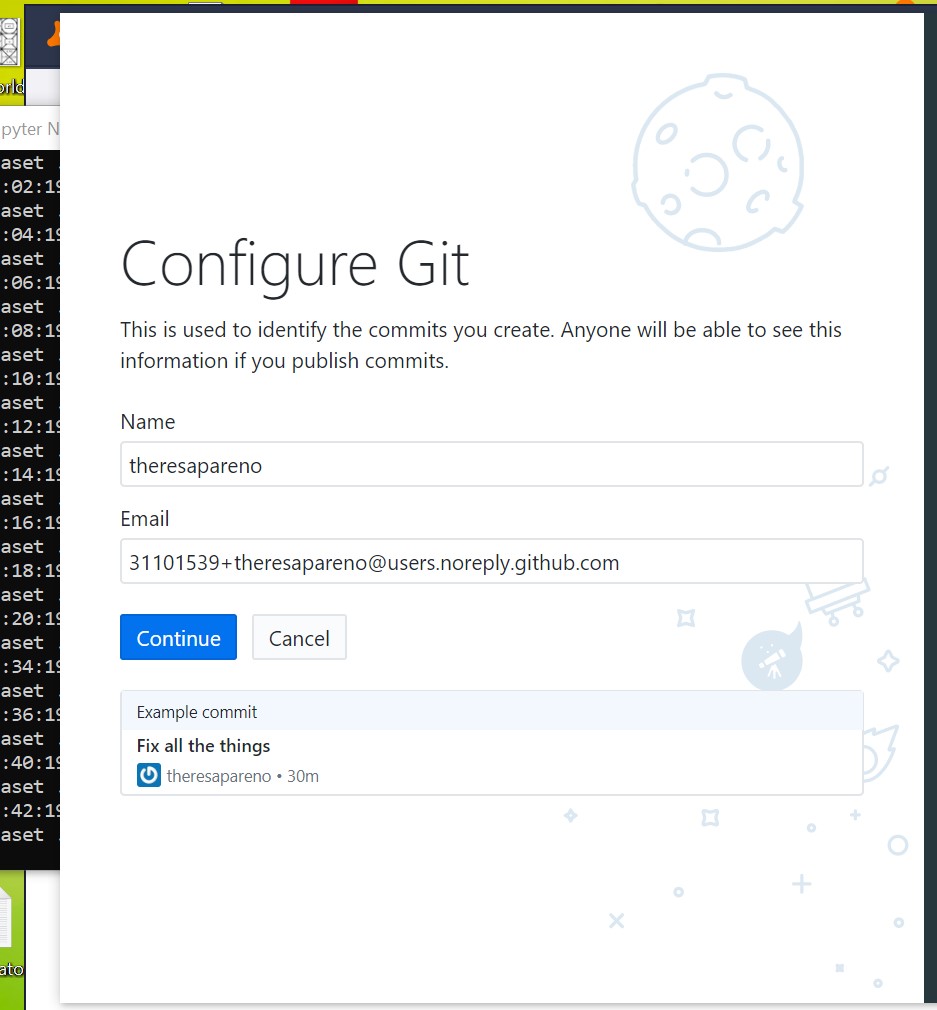 orld
pyter N
aset .
:02:19
aset .
:04:19
aset .
:06:19
aset .
:08:19
aset .
:10:19
aset .
:12:19
aset .
:14:19
aset .
:16:19
aset .
:18:19
aset .
:20:19
aset .
:34:19
aset .
:36:19
aset .
:40:19
aset .
:42:19
aset .
ato
Configure Git
This is used to identify the commits you create. Anyone will be able to see this
information if you publish commits.
Name
theresapareno
Email
31101539+theresapareno@users.noreply.github.com
Continue Cancel
Example commit
Fix all the things
theresapareno • 30m